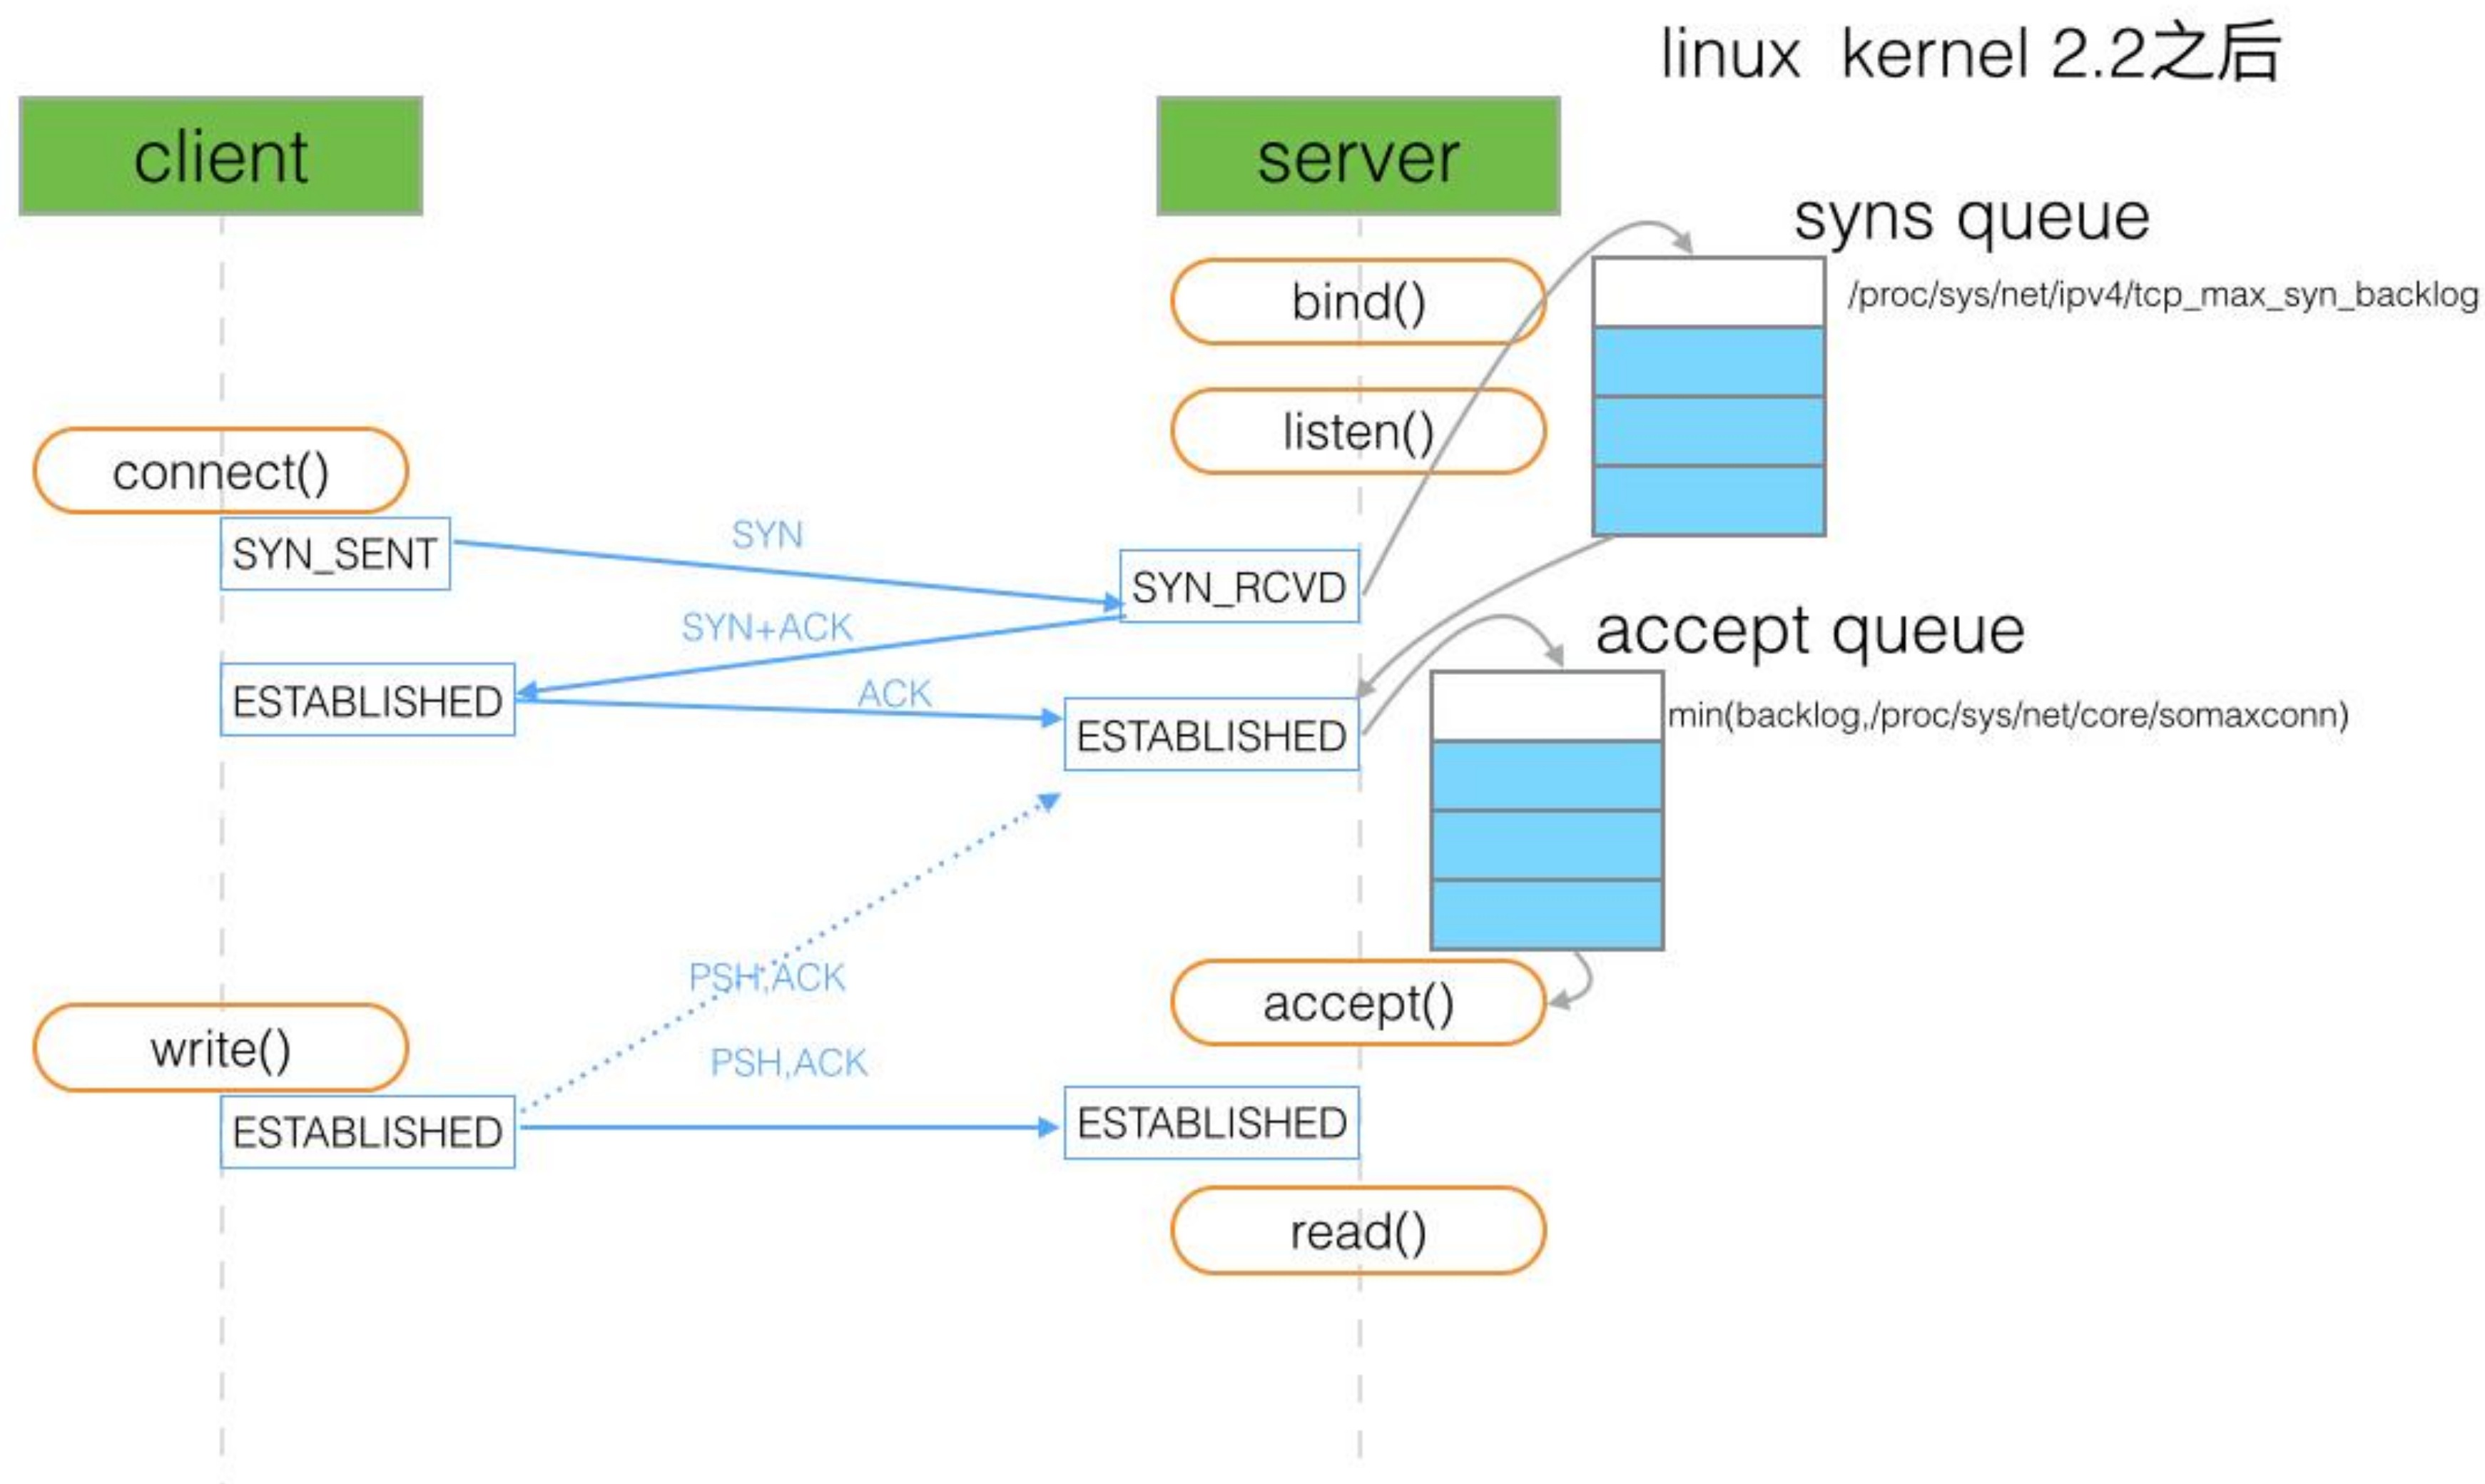 linux kernel 2.2之后
client
server
syns queue
bind()
/proc/sys/net/ipv4/tcp_max_syn_backlog
listen()
connect()
SYN
SYN_SENT
SYN_RCVD
SYN+ACK
accept queue
ESTABLISHED
ACK
ESTABLISHED
min(backlog,/proc/sys/net/core/somaxconn)
PSH,ACK
accept()
write()
PSH,ACK
ESTABLISHED
ESTABLISHED
read()